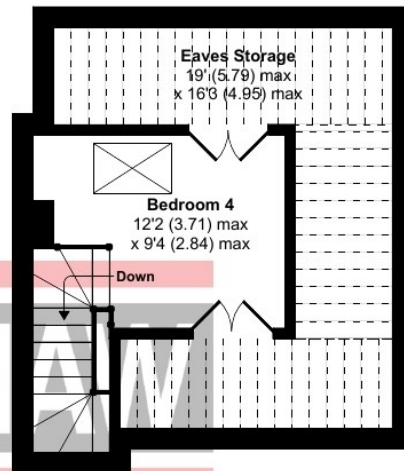 Eaves Storage
19' (5.79) max
x 16'3 (4.95) max
Bedroom 4
12'2 (3.71) max
x 9'4 (2.84) max
Down